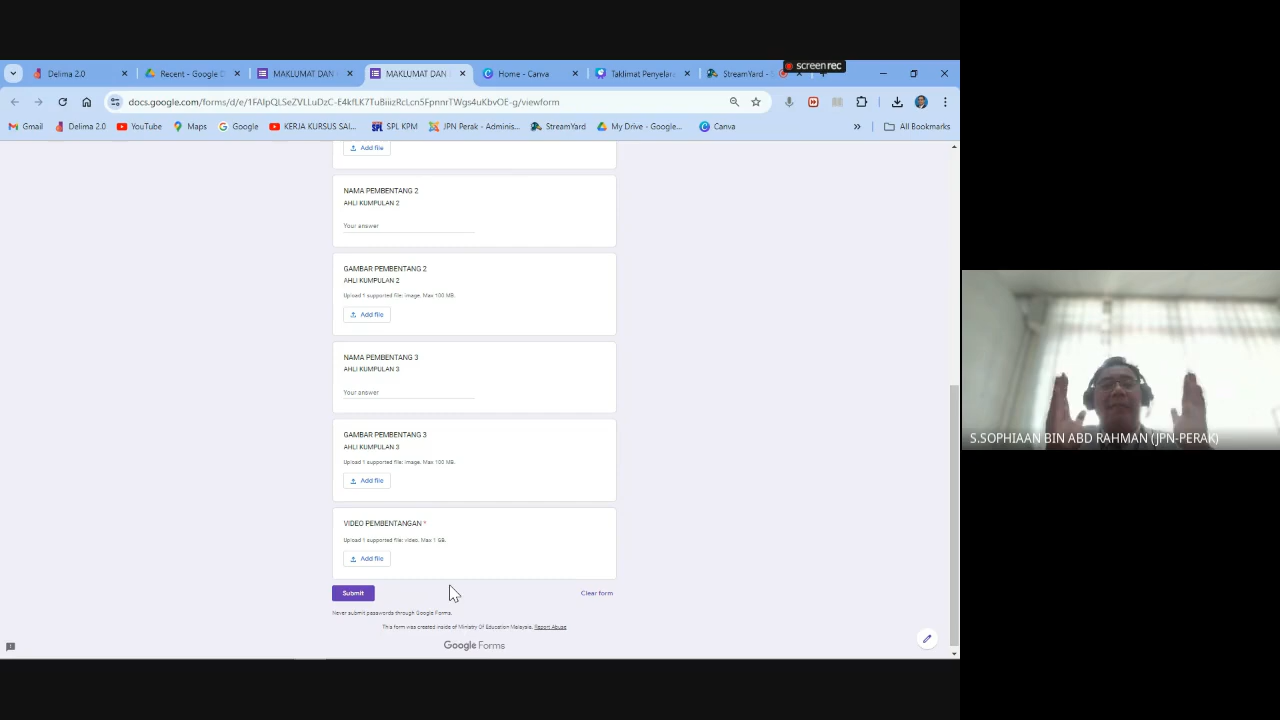 screenrec
Delima 2.0
Recent - Google D
MAKLUMAT DAN
MAKLUMAT DAN
Home - Canva
Taklimat Penyelara
StreamYard -
docs.google.com/forms/d/e/1FAIpQLSeZVLLuDzC-E4kfLK7TuBiiizRcLcn5FpnnrTWgs4uKbvOE-g/viewform
Gmail
Delima 2.0
YouTube
Maps
Google
KERJA KURSUS SAI...
SPL KPM
JPN Perak - Adminis...
StreamYard
My Drive - Google...
Canva
»
All Bookmarks
Add file
NAMA PEMBENTANG 2
AHLI KUMPULAN 2
Your answer
GAMBAR PEMBENTANG 2
AHLI KUMPULAN 2
Upload 1 supported file: image. Max 100 MB.
Add file
NAMA PEMBENTANG 3
AHLI KUMPULAN 3
Your answer
GAMBAR PEMBENTANG 3
AHLI KUMPULAN 3
Upload 1 supported file: image. Max 100 MB.
Add file
VIDEO PEMBENTANGAN *
Upload 1 supported file: video. Max 1 GB.
Add file
Submit
Clear form
Never submit passwords through Google Forms.
This form was created inside of Ministry Of Education Malaysia. Report Abuse
Google Forms
S.SOPHIAAN BIN ABD RAHMAN (JPN-PERAK)